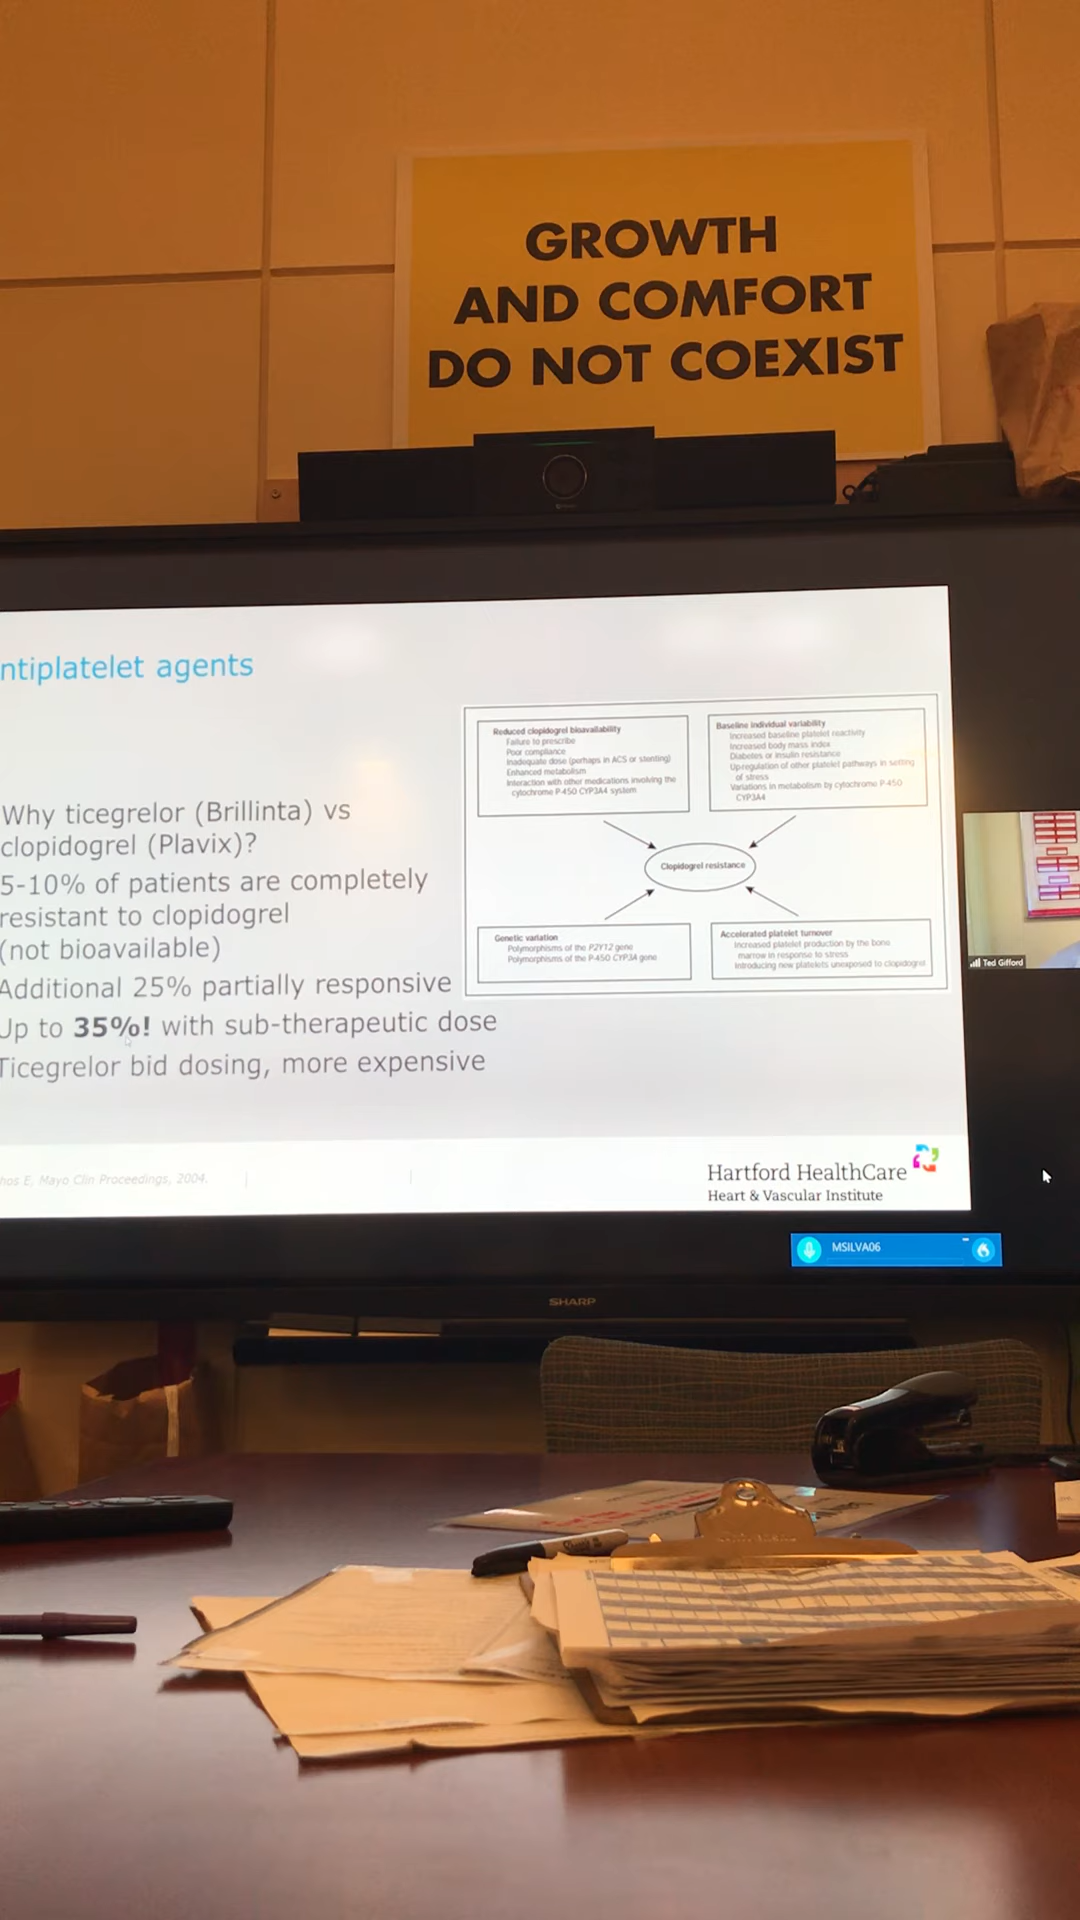 GROWTH
AND COMFORT
DO NOT COEXIST
ntiplatelet agents
Why ticegrelor (Brillinta) vs
clopidogrel (Plavix)?
5-10% of patients are completely
resistant to clopidogrel
(not bioavailable)
Additional 25% partially responsive
Up to 35%! with sub-therapeutic dose
Ticegrelor bid dosing, more expensive
Reduced clopidogrel bioavailability
Failure to prescribe
Poor compliance
Inadequate dose (perhaps in ACS or stenting)
Enhanced metabolism
Interaction with other medications involving the
cytochrome P-450 CYP3A4 system
Baseline individual variability
Increased baseline platelet reactivity
Increased body mass index
Diabetes or insulin resistance
Up-regulation of other platelet pathways in setting
of stress
Variations in metabolism by cytochrome P-450
CYP3A4
Clopidogrel resistance
Genetic variation
Polymorphisms of the P2Y12 gene
Polymorphisms of the P-450 CYP3A gene
Accelerated platelet turnover
Increased platelet production by the bone
marrow in response to stress
Introducing new platelets unexposed to clopidogrel
Ted Gifford
hos E, Mayo Clin Proceedings, 2004.
Hartford HealthCare
Heart & Vascular Institute
MSILVA06
SHARP